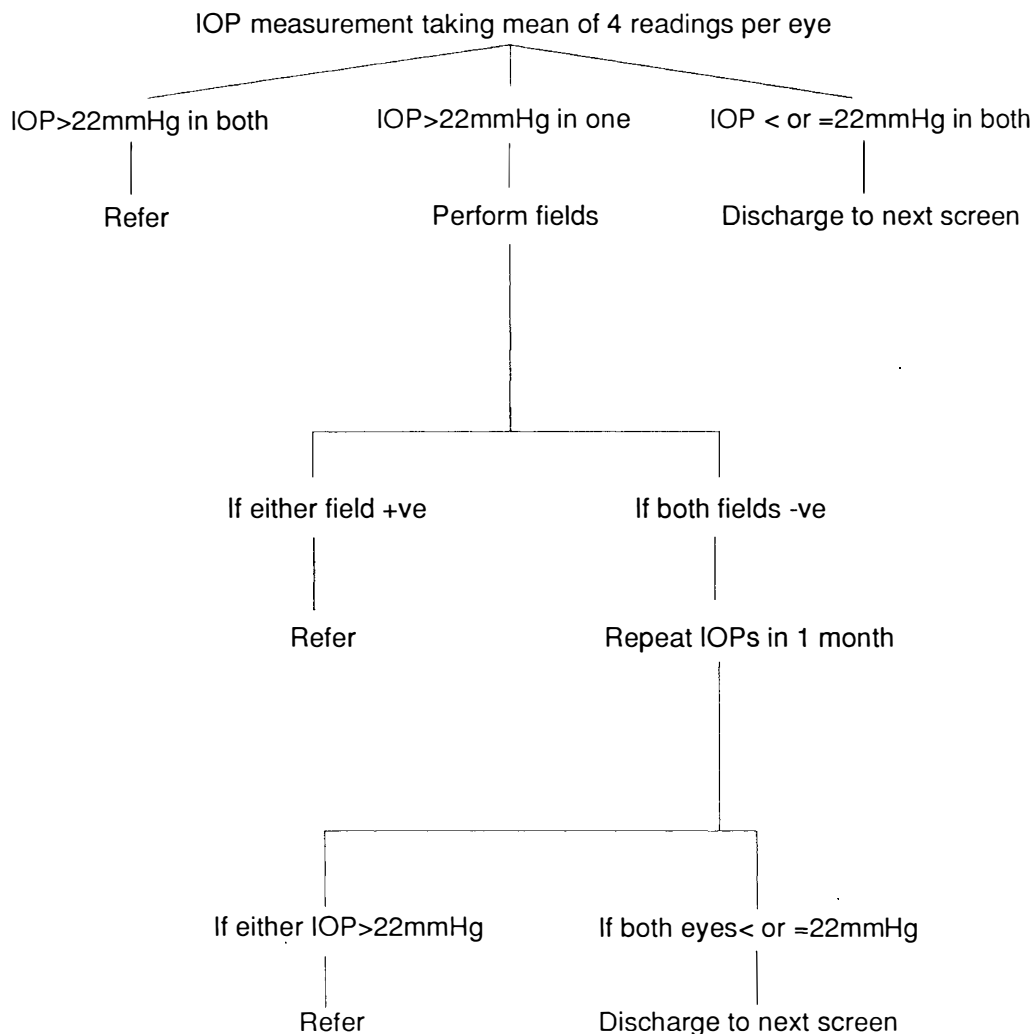 IOP measurement taking mean of 4 readings per eye
IOP>22mmHg in both
IOP>22mmHg in one
IOP < or =22mmHg in both
Refer
Perform fields
Discharge to next screen
If either field +ve
If both fields -ve
Refer
Repeat IOPs in 1 month
If either IOP>22mmHg
If both eyes< or =22mmHg
Refer
Discharge to next screen